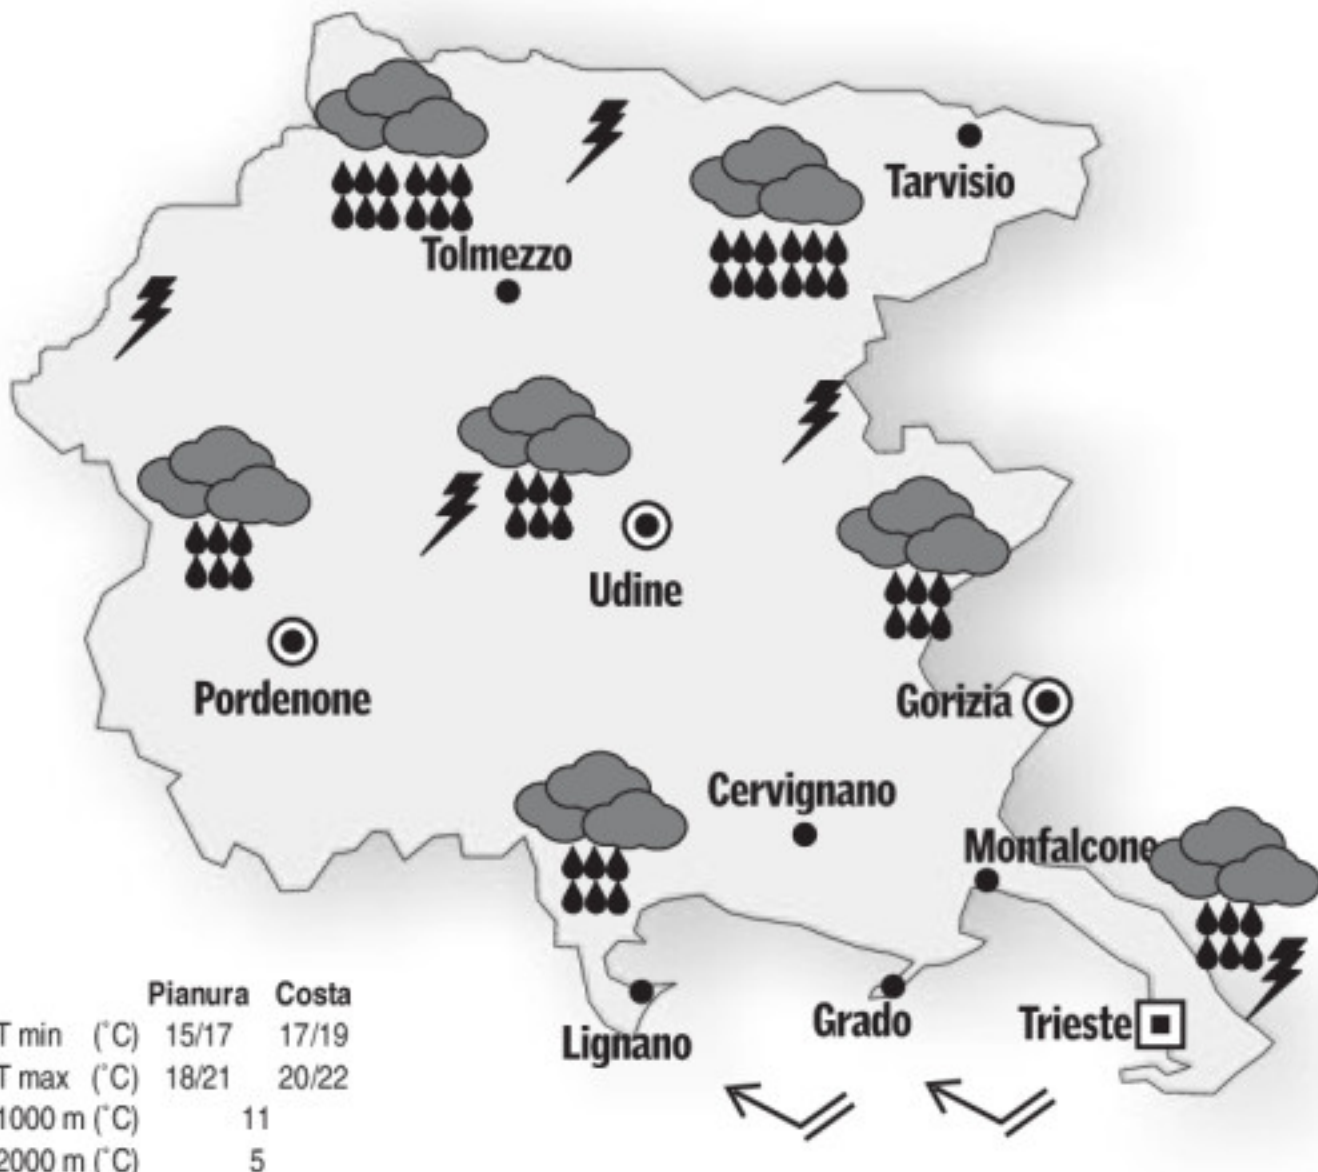 Tarvisio
Tolmezzo
Udine
Pordenone
Gorizia
Cervignano
Monfalcone
Grado
Trieste
Lignano
Pianura Costa
T min (°C) 15/17 17/19
T max (°C) 18/21 20/22
1000 m (°C) 11
2000 m (°C) 5